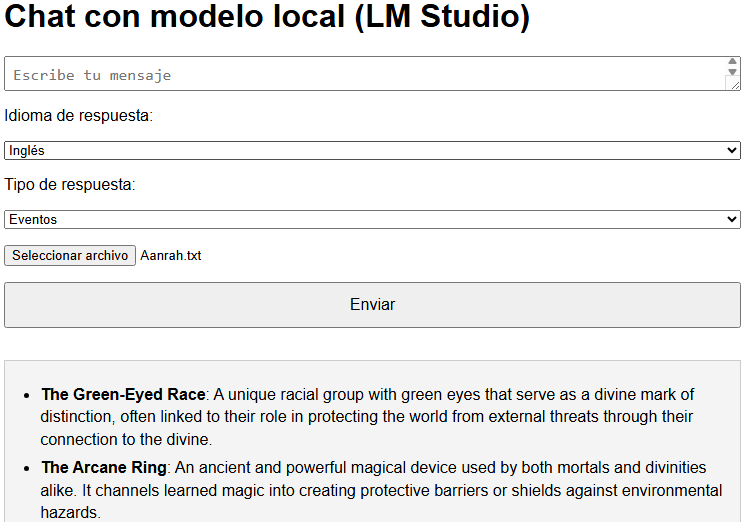 Chat con modelo local (LM Studio)
Escribe tu mensaje
Idioma de respuesta:
Inglés
Tipo de respuesta:
Eventos
Seleccionar archivo Aanrah.txt
Enviar
• The Green-Eyed Race: A unique racial group with green eyes that serve as a divine mark of
distinction, often linked to their role in protecting the world from external threats through their
connection to the divine.
• The Arcane Ring: An ancient and powerful magical device used by both mortals and divinities
alike. It channels learned magic into creating protective barriers or shields against environmental
hazards.